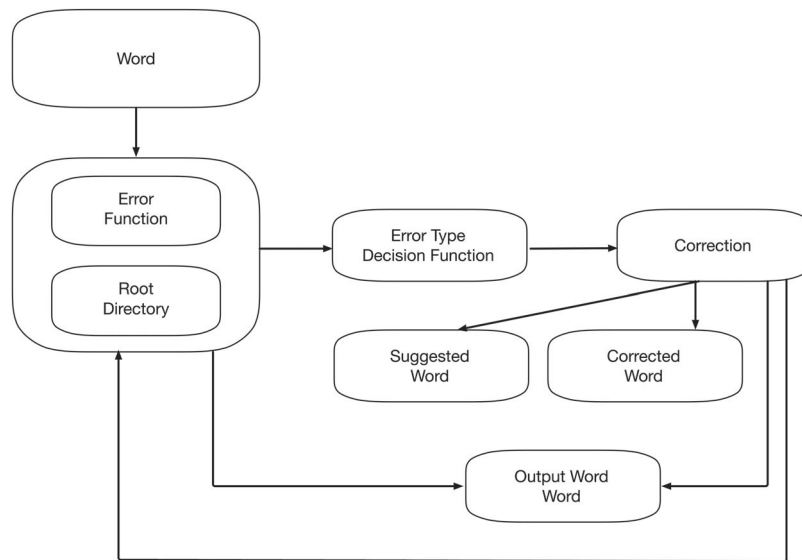 Word
Error
Function
Root
Directory
Error Type
Decision Function
Correction
Suggested
Word
Corrected
Word
Output Word
Word